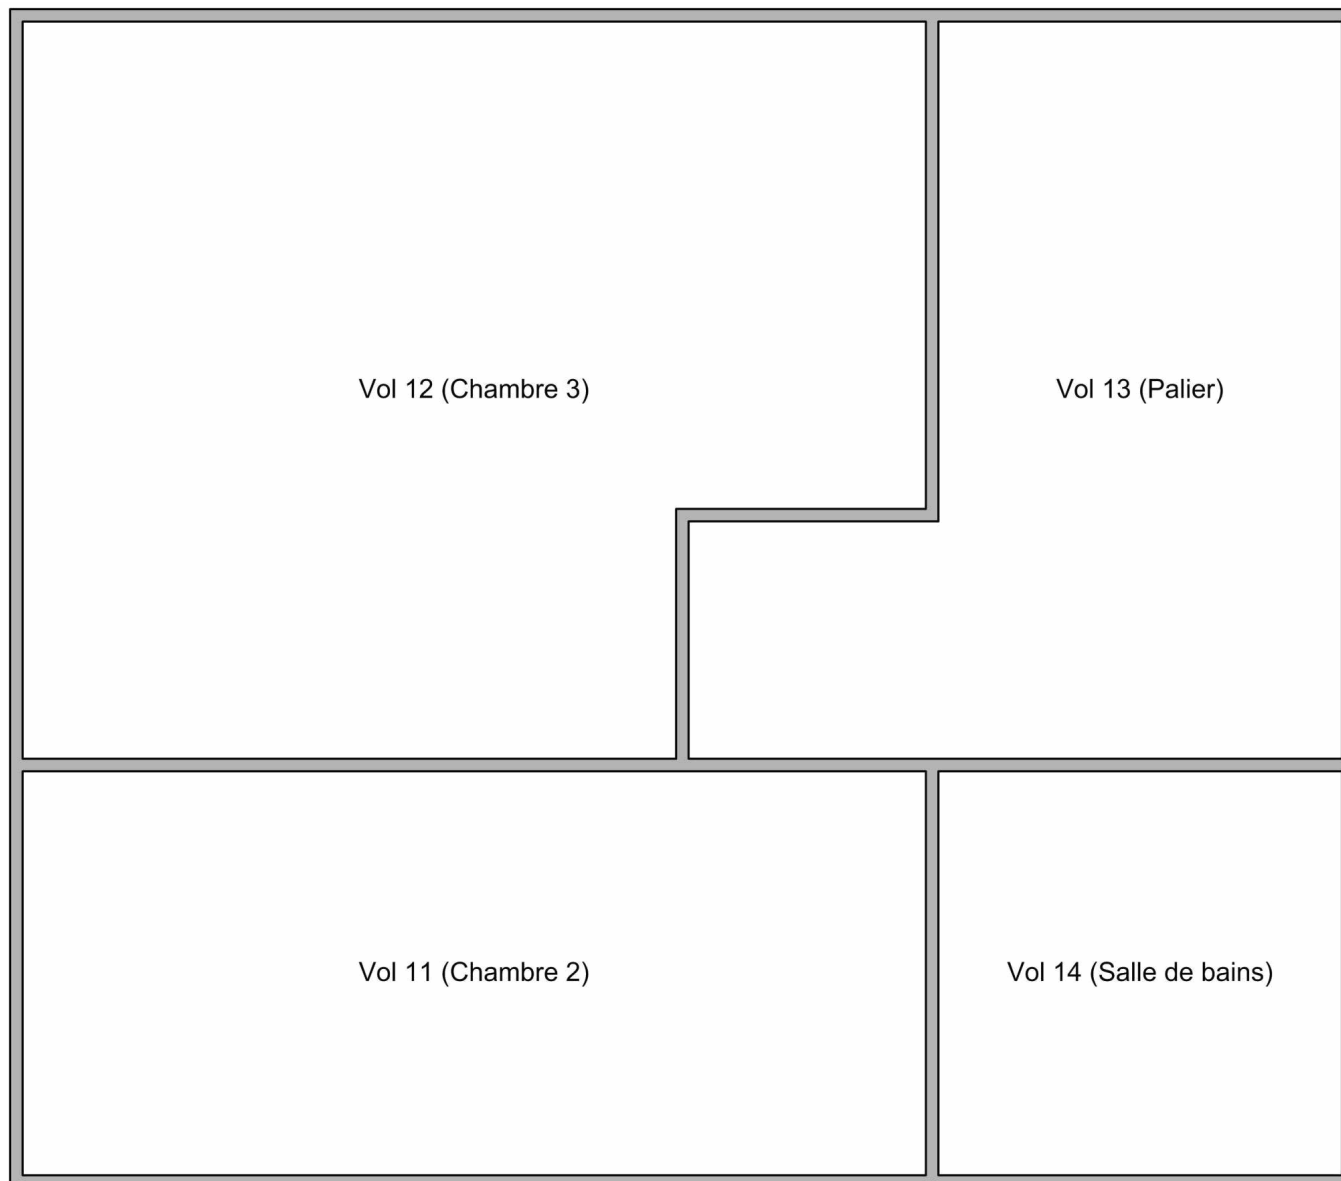 Vol 12 (Chambre 3)
Vol 13 (Palier)
Vol 11 (Chambre 2)
Vol 14 (Salle de bains)